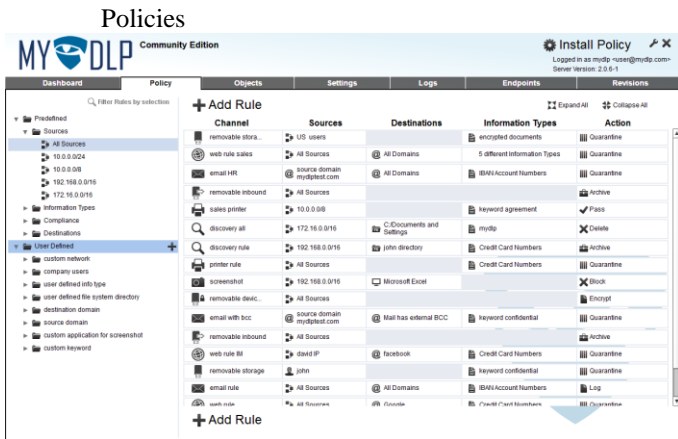 Policies
MYDLP Community Edition
Install Policy
Logged in as mydlp <user@mydlp.com>
Server Version: 2.0.6-1
Dashboard Policy Objects Settings Logs Endpoints Revisions
Filter Rules by selection
Add Rule
Expand All Collapse All
Predefined
Sources
All Sources
10.0.0.0/24
10.0.0.0/8
192.168.0.0/16
172.16.0.0/16
Information Types
Compliance
Destinations
User Defined
custom network
company users
user defined info type
user defined file system directory
destination domain
source domain
custom application for screenshot
custom keyword
Channel Sources Destinations Information Types Action
removable stora... US users encrypted documents Quarantine
web rule sales All Sources All Domains 5 different Information Types Quarantine
email HR source domain mydlptest.com All Domains IBAN Account Numbers Quarantine
removable inbound All Sources Archive
sales printer 10.0.0.0/8 keyword agreement Pass
discovery all 172.16.0.0/16 C:/Documents and Settings mydlp Delete
discovery rule 192.168.0.0/16 john directory Credit Card Numbers Archive
printer rule All Sources Credit Card Numbers Quarantine
screenshot 192.168.0.0/16 Microsoft Excel Block
removable devic... All Sources Encrypt
email with bcc source domain mydlptest.com Mail has external BCC keyword confidential Quarantine
removable inbound All Sources Archive
web rule IM david IP facebook Credit Card Numbers Quarantine
removable storage john keyword confidential Quarantine
email rule All Sources All Domains IBAN Account Numbers Log
web rule All Sources Google Credit Card Numbers Quarantine
Add Rule